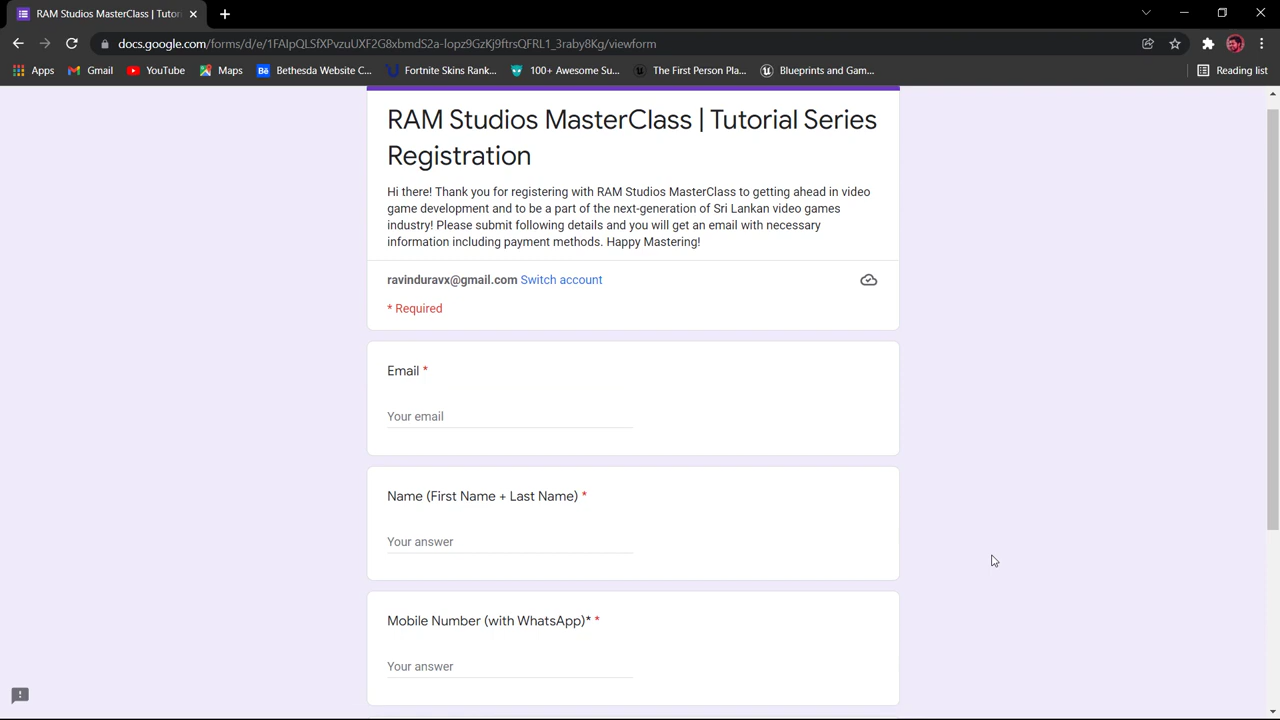 RAM Studios MasterClass | Tutori
docs.google.com/forms/d/e/1FAIpQLSfXPvzuUXF2G8xbmdS2a-lopz9GzKj9ftrsQFRL1_3raby8Kg/viewform
Apps Gmail YouTube Maps Bethesda Website C... Fortnite Skins Rank... 100+ Awesome Su... The First Person Pla... Blueprints and Gam... Reading list
RAM Studios MasterClass | Tutorial Series
Registration
Hi there! Thank you for registering with RAM Studios MasterClass to getting ahead in video
game development and to be a part of the next-generation of Sri Lankan video games
industry! Please submit following details and you will get an email with necessary
information including payment methods. Happy Mastering!
ravinduravx@gmail.com Switch account
* Required
Email *
Your email
Name (First Name + Last Name) *
Your answer
Mobile Number (with WhatsApp)* *
Your answer